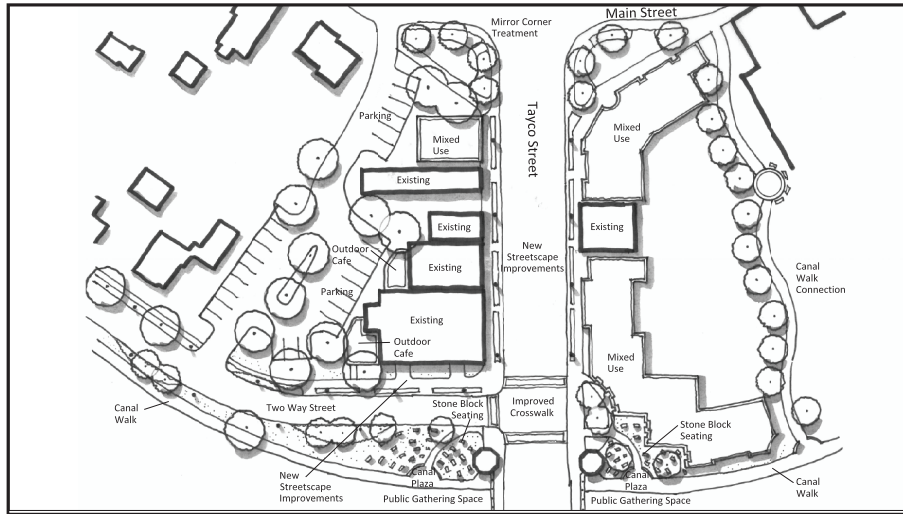 Main Street
Mirror Corner
Treatment
Tayco Street
Parking
Mixed
Use
Mixed
Use
Existing
Existing
Existing
Outdoor
Cafe
Existing
New
Streetscape
Improvements
Parking
Canal
Walk
Connection
Existing
Outdoor
Cafe
Mixed
Use
Canal
Walk
Two Way Street
Stone Block
Seating
Improved
Crosswalk
Stone Block
Seating
New
Streetscape
Improvements
Canal
Plaza
Public Gathering Space
Canal
Plaza
Public Gathering Space
Canal
Walk